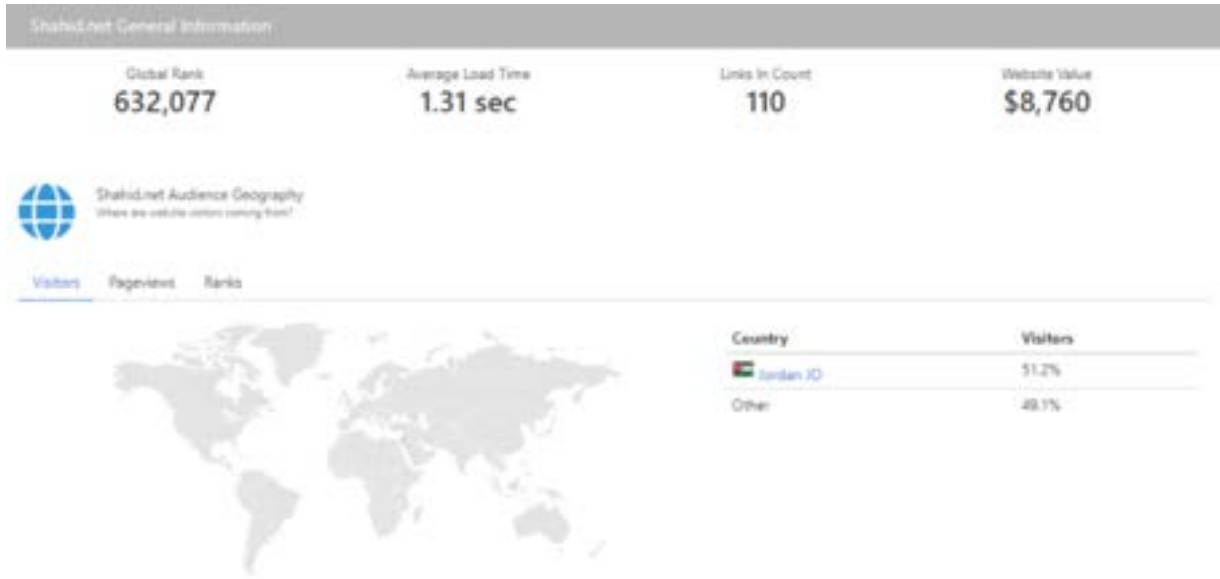 Shahid.net General Information
Global Rank Average Load Time Links In Count Website Value
632,077 1.31 sec 110 $8,760
Shahid.net Audience Geography
Where are website visitors coming from?
Visitors Pageviews Ranks
Country Visitors
Jordan JO 51.2%
Other 49.1%